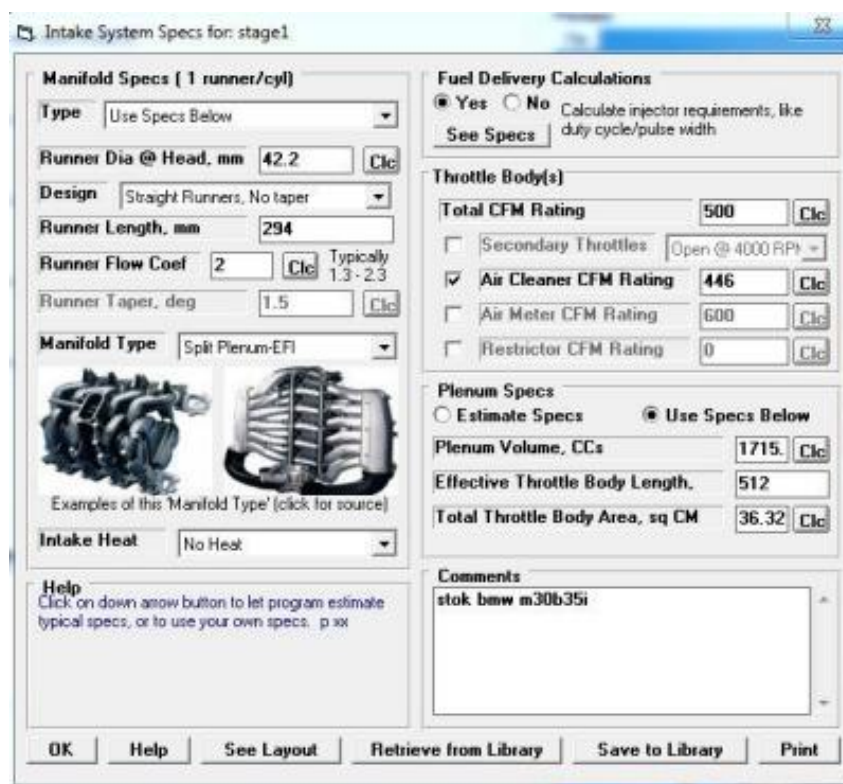 Intake System Specs for: stage1
Manifold Specs ( 1 runner/cyl)
Type Use Specs Below
Runner Dia @ Head, mm 42.2 Clc
Design Straight Runners, No taper
Runner Length, mm 294
Runner Flow Coef 2 Clc Typically
1.3 - 2.3
Runner Taper, deg 1.5 Clc
Manifold Type Split Plenum-EFI
Examples of this 'Manifold Type' (click for source)
Intake Heat No Heat
Help
Click on down arrow button to let program estimate
typical specs, or to use your own specs. p xx
Fuel Delivery Calculations
Yes No Calculate injector requirements, like
See Specs duty cycle/pulse width
Throttle Body(s)
Total CFM Rating 500 Clc
Secondary Throttles Open @ 4000 RPM
Air Cleaner CFM Rating 446 Clc
Air Meter CFM Rating 600 Clc
Restrictor CFM Rating 0 Clc
Plenum Specs
Estimate Specs Use Specs Below
Plenum Volume, CCs 1715. Clc
Effective Throttle Body Length, 512
Total Throttle Body Area, sq CM 36.32 Clc
Comments
stok bmw m30b35i
OK Help See Layout Retrieve from Library Save to Library Print